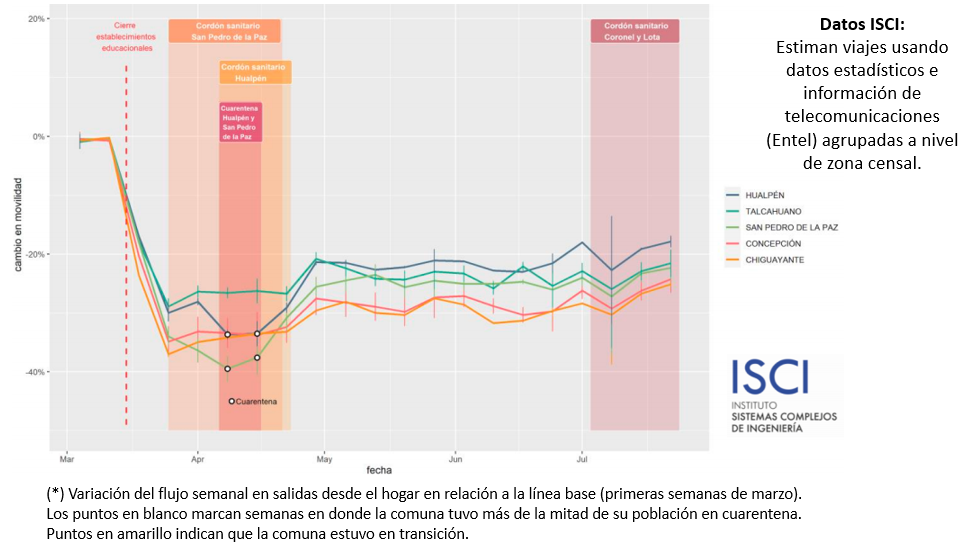 Cierre
establecimientos
educacionales
Cordón sanitario
San Pedro de la Paz
Cordón sanitario
Hualpén
Cuarentena
Hualpen y
San Pedro
de la Paz
Cordón sanitario
Coronel y Lota
20%
0%
-20%
-40%
cambio en movilidad
Cuarentena
Mar
Apr
May
Jun
Jul
fecha
Datos ISCI:
Estiman viajes usando
datos estadísticos e
información de
telecomunicaciones
(Entel) agrupadas a nivel
de zona censal.
HUALPÉN
TALCAHUANO
SAN PEDRO DE LA PAZ
CONCEPCIÓN
CHIGUAYANTE
ISCI
INSTITUTO
SISTEMAS COMPLEJOS
DE INGENIERÍA
(*) Variación del flujo semanal en salidas desde el hogar en relación a la línea base (primeras semanas de marzo).
Los puntos en blanco marcan semanas en donde la comuna tuvo más de la mitad de su población en cuarentena.
Puntos en amarillo indican que la comuna estuvo en transición.